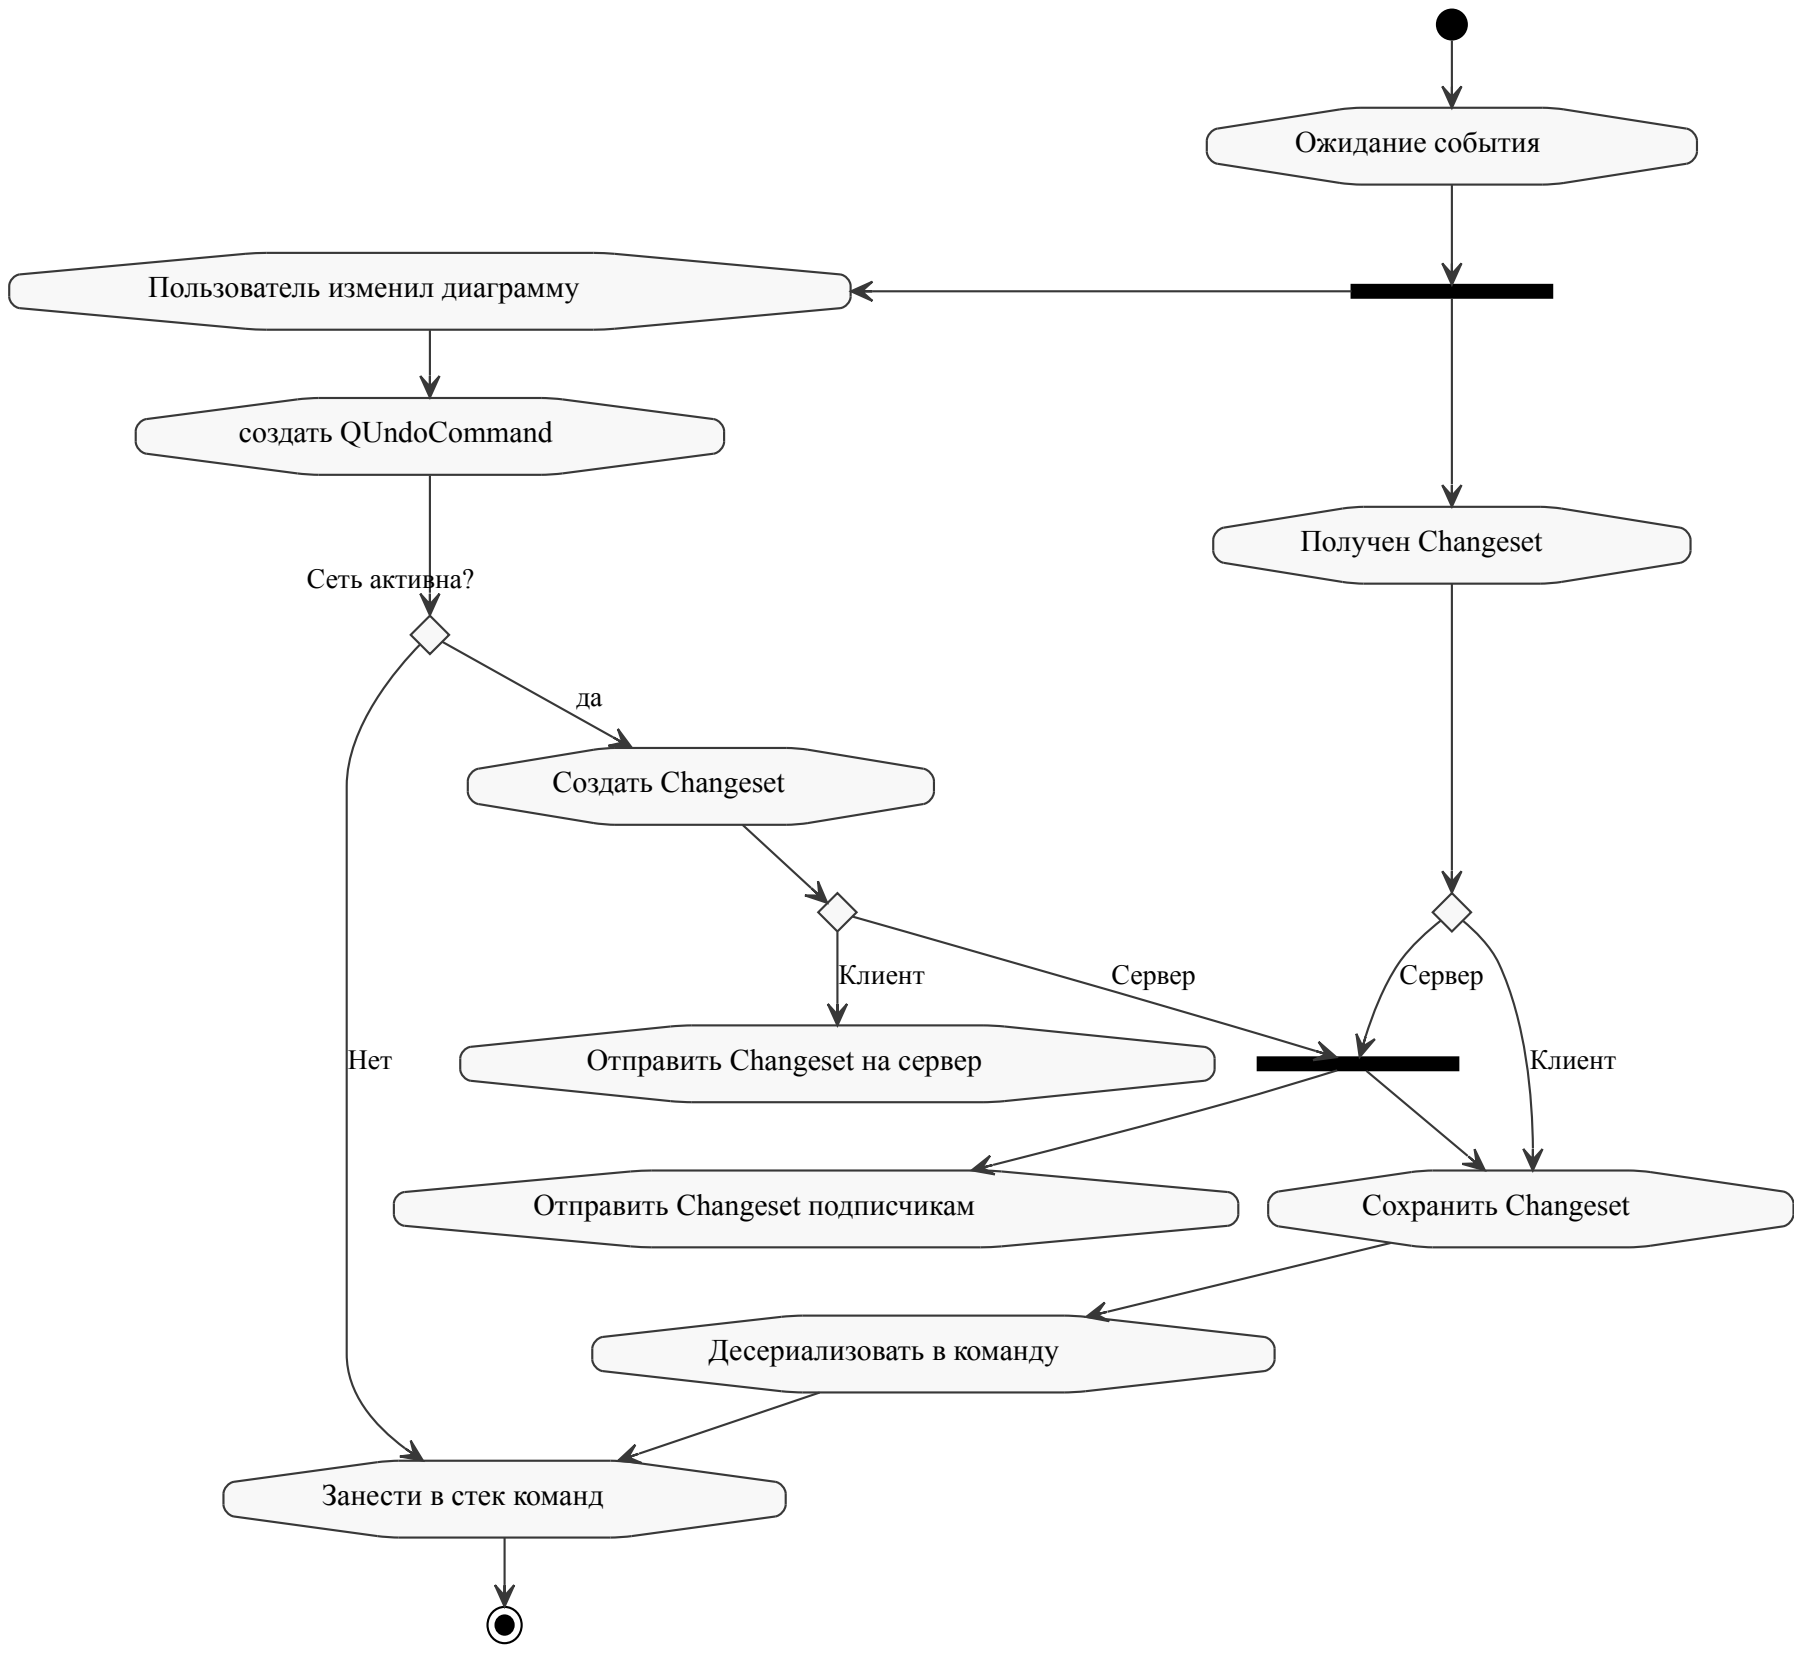 Ожидание события
Пользователь изменил диаграмму
создать QUndoCommand
Получен Changeset
Сеть активна?
да
Создать Changeset
Клиент
Сервер
Сервер
Нет
Отправить Changeset на сервер
Клиент
Отправить Changeset подписчикам
Сохранить Changeset
Десериализовать в команду
Занести в стек команд